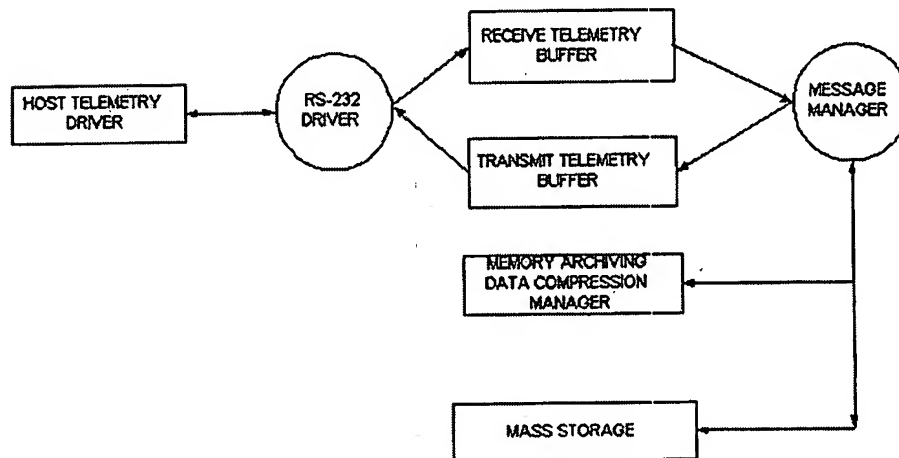 RECEIVE TELEMETRY
BUFFER
HOST TELEMETRY
DRIVER
RS-232
DRIVER
MESSAGE
MANAGER
TRANSMIT TELEMETRY
BUFFER
MEMORY ARCHIVING
DATA COMPRESSION
MANAGER
MASS STORAGE